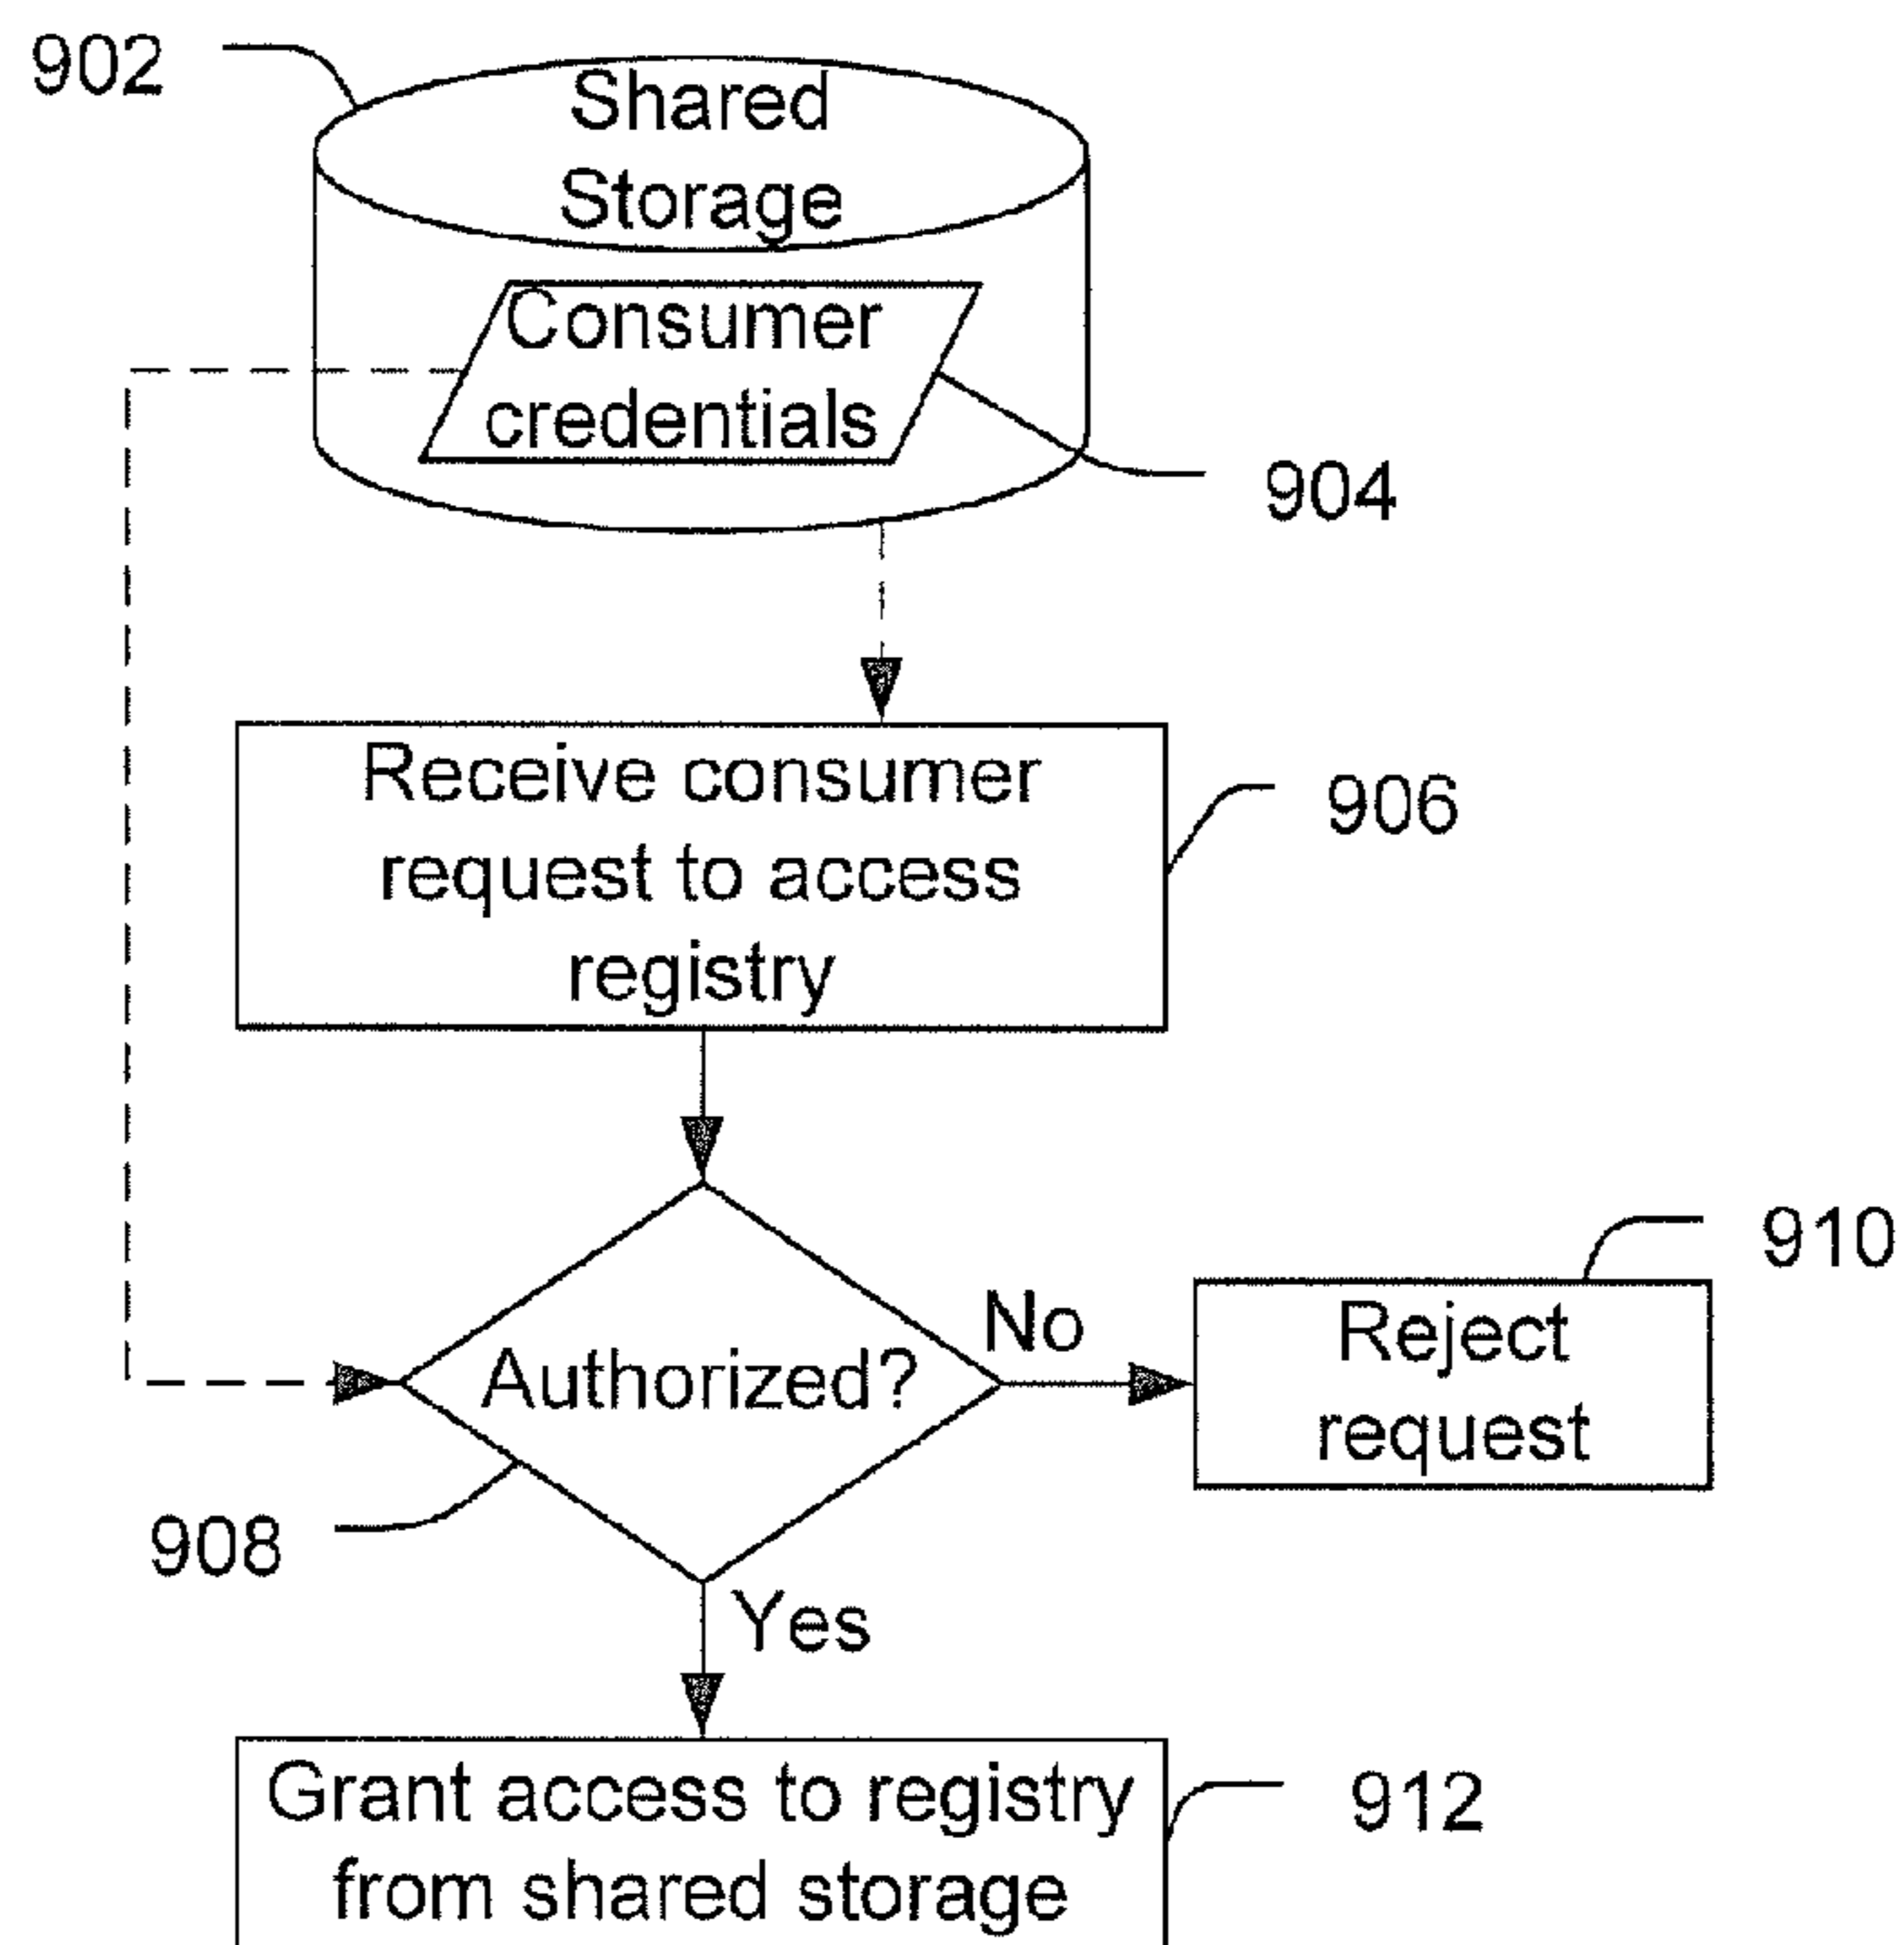 902
Shared
Storage
Consumer
credentials
904
Receive consumer
request to access
registry
906
910
No
Authorized?
Reject
request
908
Yes
Grant access to registry
from shared storage
912